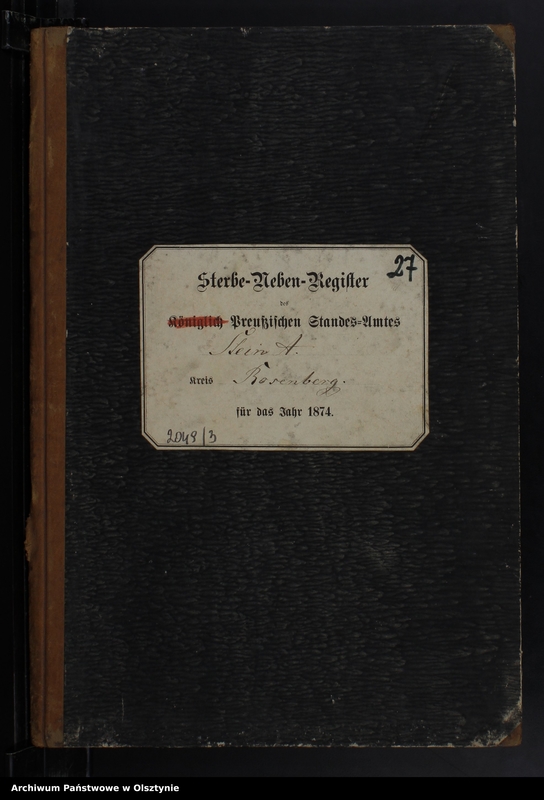 27
Sterbe-Neben-Register
des
Königlich Preußischen Standes-Amtes
Stein A.
Kreis Rosenberg.
für das Jahr 1874.
2049/3
Archiwum Państwowe w Olsztynie